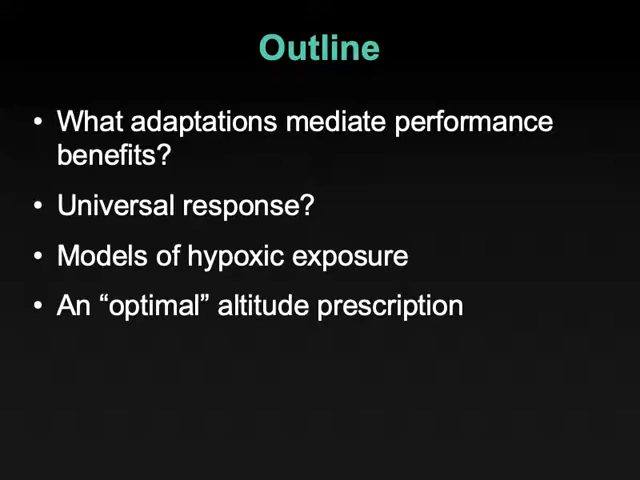 Outline
• What adaptations mediate performance
benefits?
• Universal response?
• Models of hypoxic exposure
• An “optimal” altitude prescription